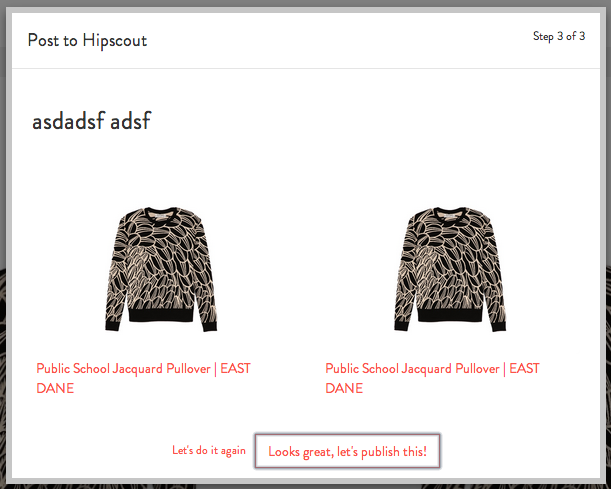 Post to Hipscout
Step 3 of 3
asdadsf adsf
Public School Jacquard Pullover | EAST
DANE
Public School Jacquard Pullover | EAST
DANE
Let's do it again
Looks great, let's publish this!